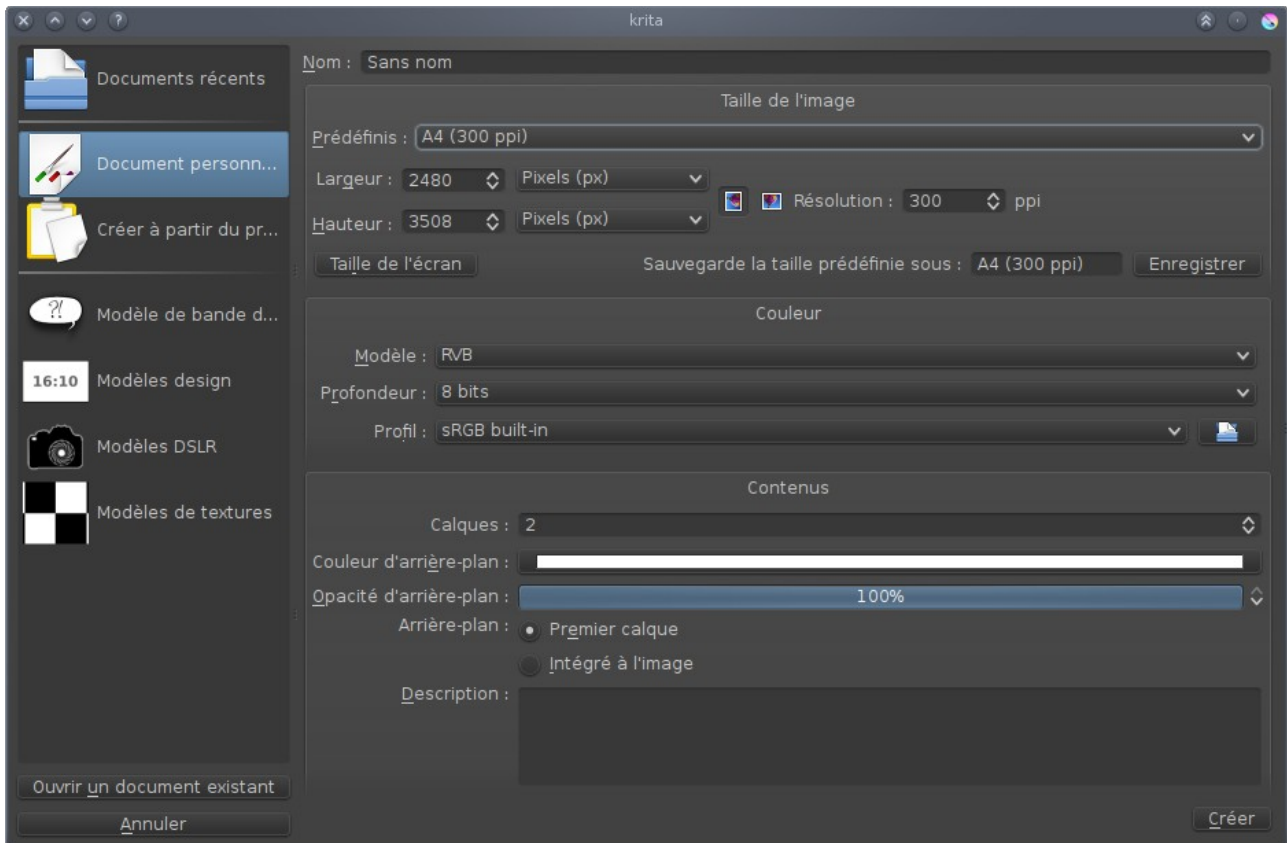 krita
Documents récents
Document personn...
Créer à partir du pr...
?!
Modèle de bande d...
16:10
Modèles design
Modèles DSLR
Modèles de textures
Ouvrir un document existant
Annuler
Nom : Sans nom
Taille de l'image
Prédéfinis : A4 (300 ppi)
Largeur : 2480 Pixels (px)
Hauteur : 3508 Pixels (px)
Résolution : 300 ppi
Taille de l'écran Sauvegarde la taille prédéfinie sous : A4 (300 ppi) Enregistrer
Couleur
Modèle : RVB
Profondeur : 8 bits
Profil : sRGB built-in
Contenus
Calques : 2
Couleur d'arrière-plan :
Opacité d'arrière-plan : 100%
Arrière-plan : Premier calque
Intégré à l'image
Description :
Créer